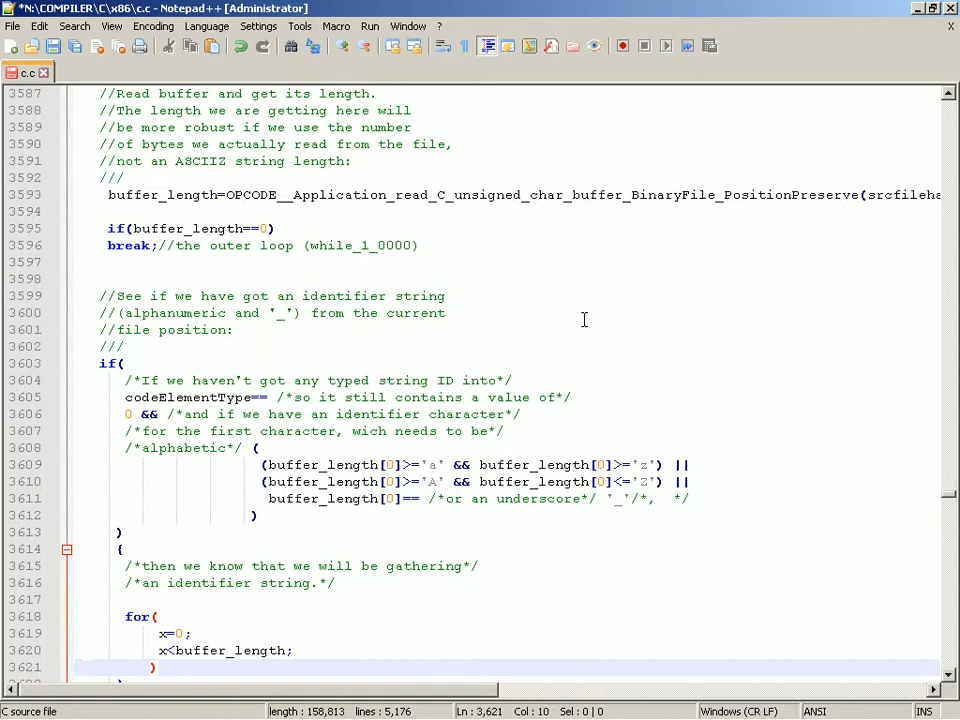 *N:\COMPILER\C\x86\c.c - Notepad++ [Administrator]
File Edit Search View Encoding Language Settings Tools Macro Run Window ? X
c.c
3587 //Read buffer and get its length.
3588 //The length we are getting here will
3589 //be more robust if we use the number
3590 //of bytes we actually read from the file,
3591 //not an ASCIIZ string length:
3592 ///
3593 buffer_length=OPCODE__Application_read_C_unsigned_char_buffer_BinaryFile_PositionPreserve(srcfileha
3594
3595 if(buffer_length==0)
3596 break;//the outer loop (while_1_0000)
3597
3598
3599 //See if we have got an identifier string
3600 //(alphanumeric and '_') from the current
3601 //file position:
3602 ///
3603 if(
3604 /*If we haven't got any typed string ID into*/
3605 codeElementType== /*so it still contains a value of*/
3606 0 && /*and if we have an identifier character*/
3607 /*for the first character, wich needs to be*/
3608 /*alphabetic*/ (
3609 (buffer_length[0]>='a' && buffer_length[0]>='z') ||
3610 (buffer_length[0]>='A' && buffer_length[0]<='Z') ||
3611 buffer_length[0]== /*or an underscore*/ '_'/*, */
3612 )
3613 )
3614 {
3615 /*then we know that we will be gathering*/
3616 /*an identifier string.*/
3617
3618 for(
3619 x=0;
3620 x<buffer_length;
3621 )
C source file length : 158,813 lines : 5,176 Ln : 3,621 Col : 10 Sel : 0 | 0 Windows (CR LF) ANSI INS